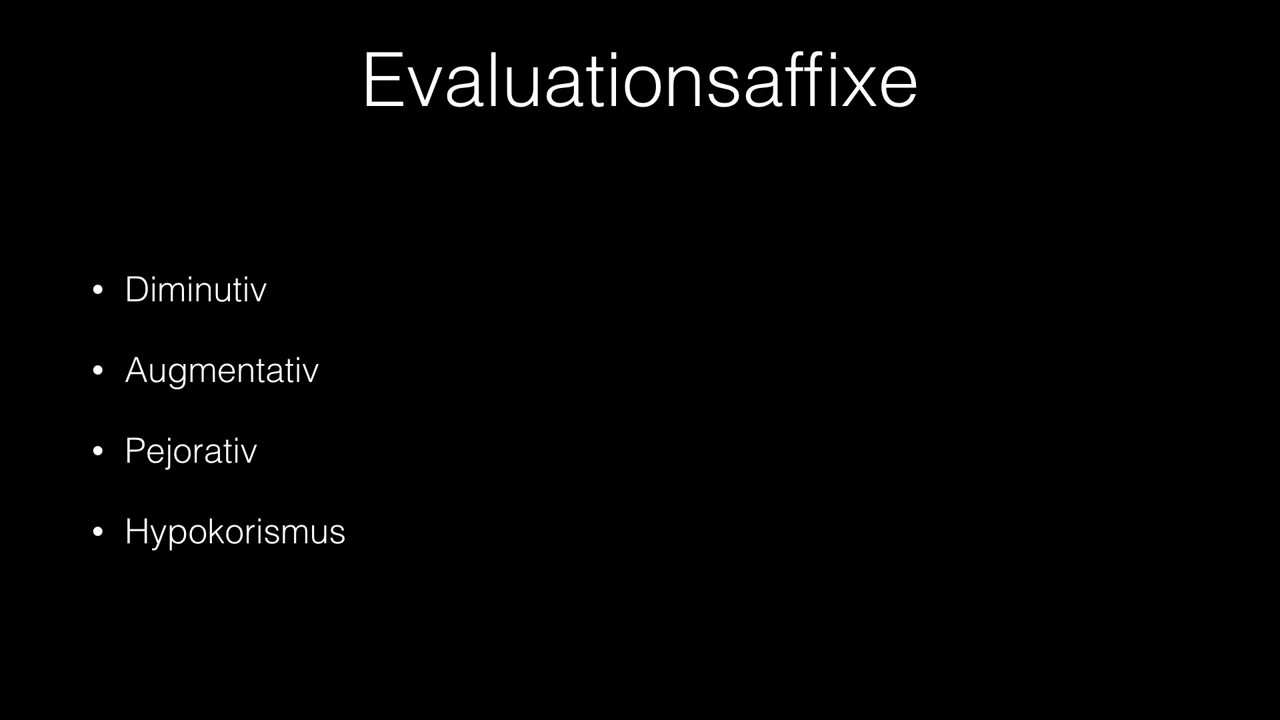 Evaluationsaffixe
• Diminutiv
• Augmentativ
• Pejorativ
• Hypokorismus